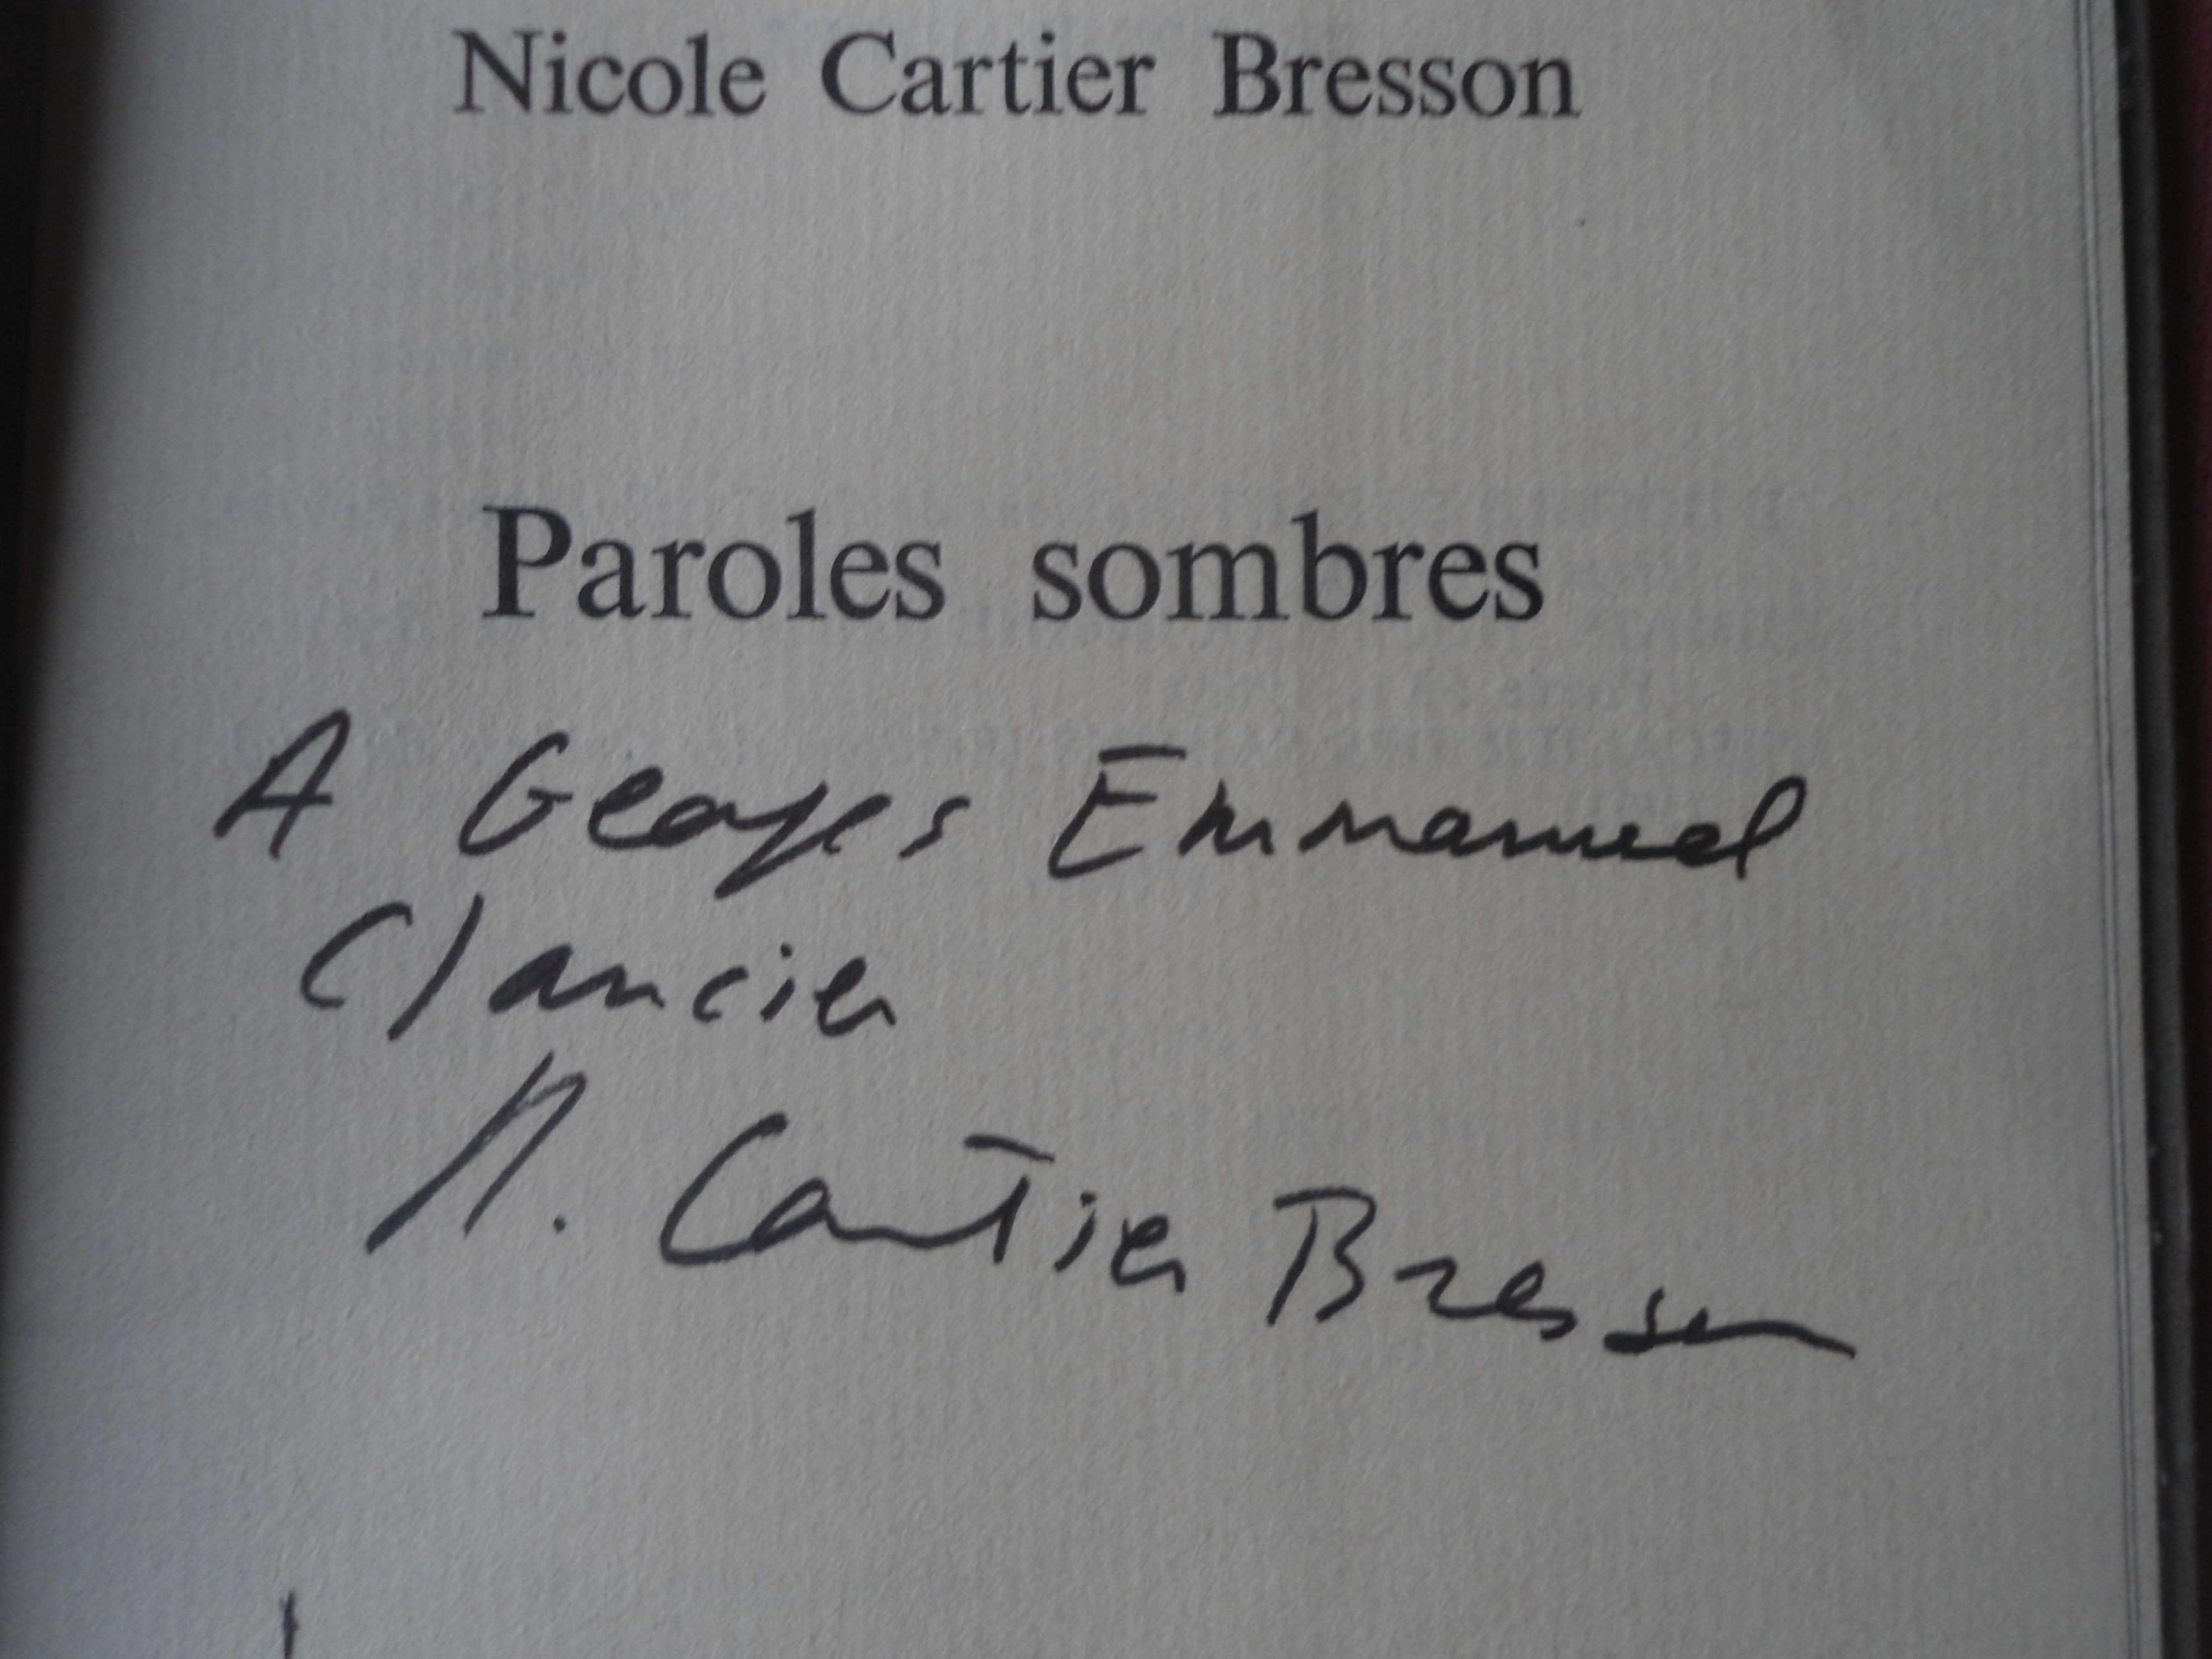 Nicole Cartier Bresson
Paroles sombres
A Georges Emmanuel
Clancier
N. Cartier Bresson